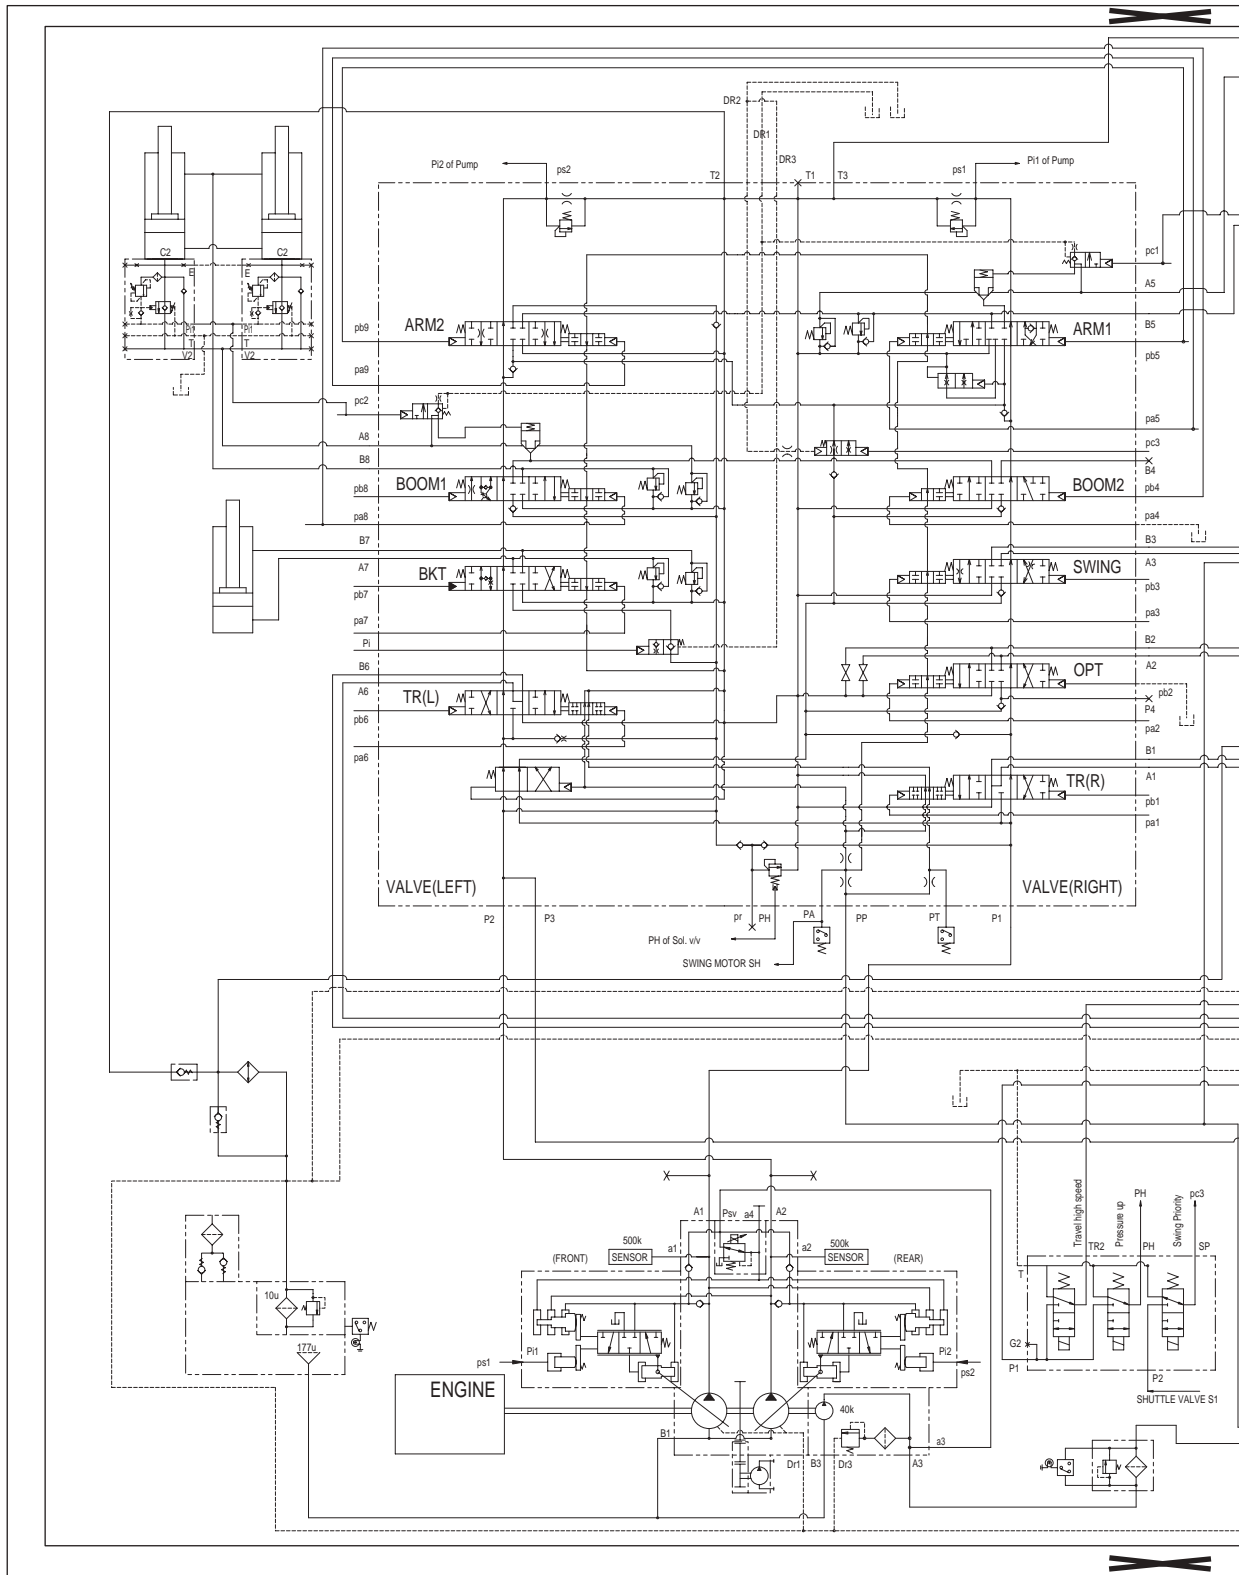 DR2
DR1
DR3
Pi2 of Pump
ps2
T2
T1
T3
ps1
Pi1 of Pump
C2
C2
pc1
E
E
A5
pb9
ARM2
ARM1
B5
Pi1
Pi1
T
T
V2
V2
pa9
pb5
pc2
pa5
A8
pc3
B8
B4
pb8
BOOM1
BOOM2
pb4
pa8
pa4
B7
B3
A7
BKT
SWING
A3
pb7
pb3
pa7
pa3
Pi
B2
B6
OPT
A2
A6
TR(L)
pb2
pb6
P4
pa2
pa6
B1
TR(R)
A1
pb1
pa1
VALVE(LEFT)
VALVE(RIGHT)
P2
P3
pr
PH
PA
PP
PT
P1
PH of Sol. v/v
SWING MOTOR SH
Travel high speed
Pressure up
PH
Swing Priority
pc3
A1
Psv
a4
A2
500k
SENSOR
a1
a2
500k
SENSOR
TR2
PH
SP
(FRONT)
(REAR)
T
10u
177u
ps1
Pi1
Pi2
ps2
G2
P1
P2
SHUTTLE VALVE S1
ENGINE
40k
B1
Dr1
B3
Dr3
A3
a3